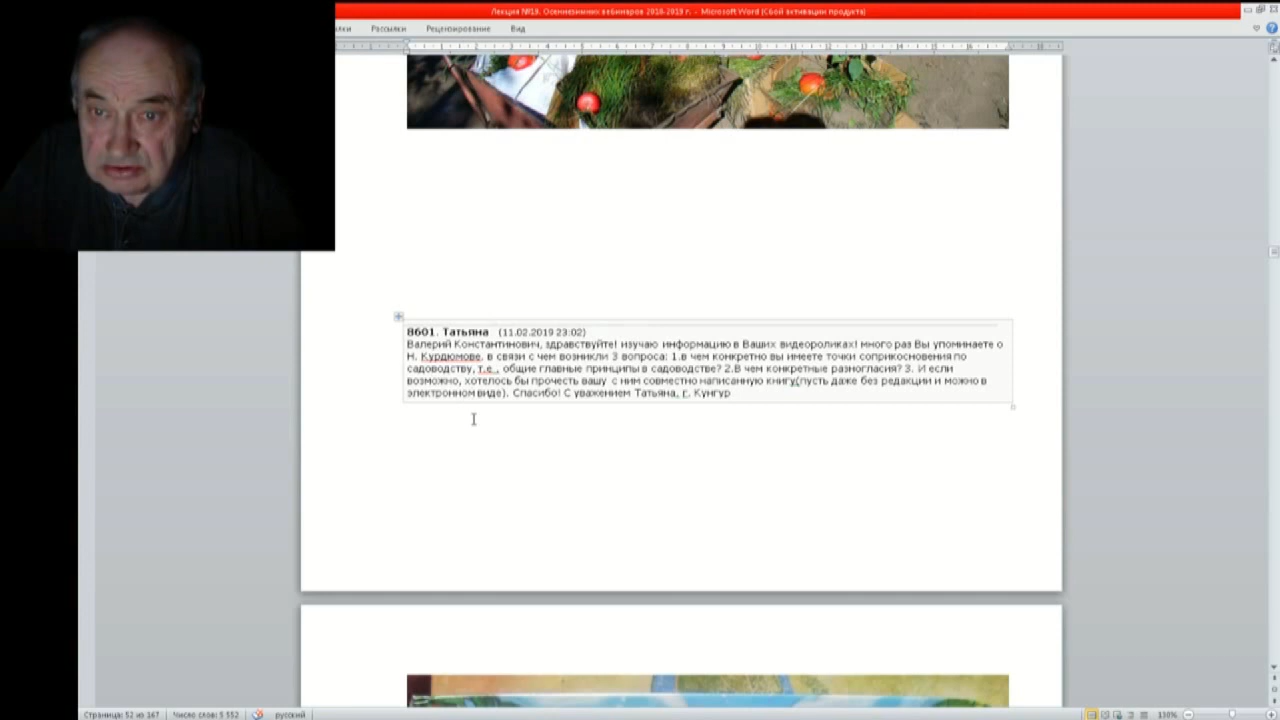 Лекция №19. Осеннезимних вебинаров 2018-2019 г. - Microsoft Word (Сбой активации продукта)
лки Рассылки Рецензирование Вид
8601. Татьяна (11.02.2019 23:02)
Валерий Константинович, здравствуйте! изучаю информацию в Ваших видеороликах! много раз Вы упоминаете о
Н. Курдюмове. в связи с чем возникли 3 вопроса: 1.в чем конкретно вы имеете точки соприкосновения по
садоводству, т.е., общие главные принципы в садоводстве? 2.В чем конкретные разногласия? 3. И если
возможно, хотелось бы прочесть вашу с ним совместно написанную книгу(пусть даже без редакции и можно в
электронном виде). Спасибо! С уважением Татьяна, г. Кунгур
Страница: 52 из 167 Число слов: 5 552 русский 130%